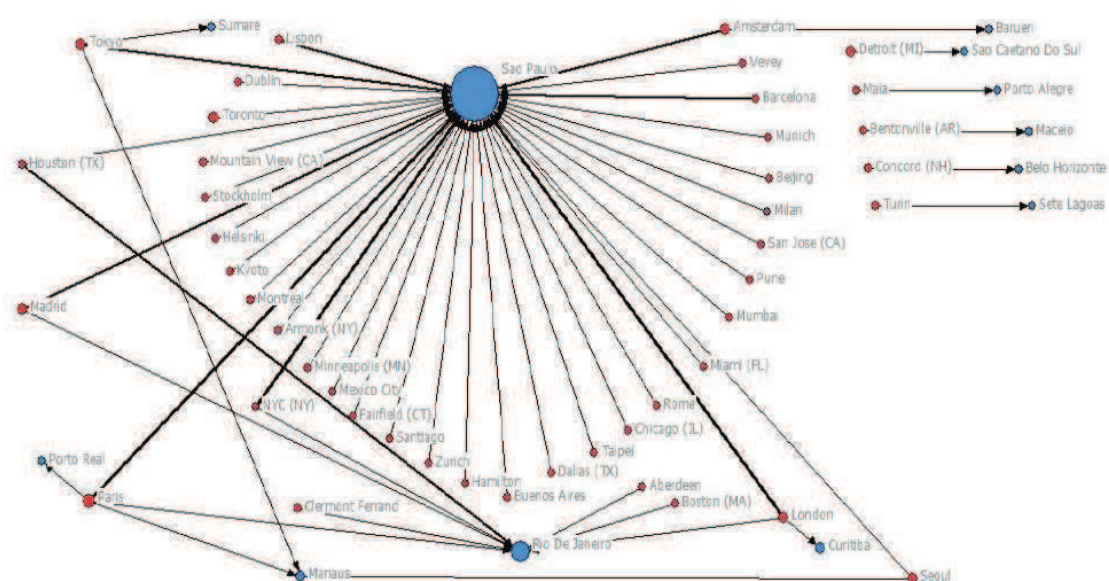 Sumare
Tokyo
Lisbon
Amsterdam
Barueri
Detroit (MI)
Sao Caetano Do Sul
Vevey
Sao Paulo
Dublin
Maia
Porto Alegre
Barcelona
Toronto
Bentonville (AR)
Maceio
Munich
Houston (TX)
Mountain View (CA)
Concord (NH)
Belo Horizonte
Beijing
Stockholm
Turin
Sete Lagoas
Milan
Helsinki
San Jose (CA)
Kyoto
Pune
Montreal
Madrid
Mumbai
Armonk (NY)
Minneapolis (MN)
Miami (FL)
Mexico City
NYC (NY)
Fairfield (CT)
Rome
Santiago
Chicago (IL)
Taipei
Porto Real
Zurich
Dallas (TX)
Hamilton
Buenos Aires
Aberdeen
Paris
Clermont Ferrand
Boston (MA)
London
Rio De Janeiro
Curitiba
Manaus
Seoul